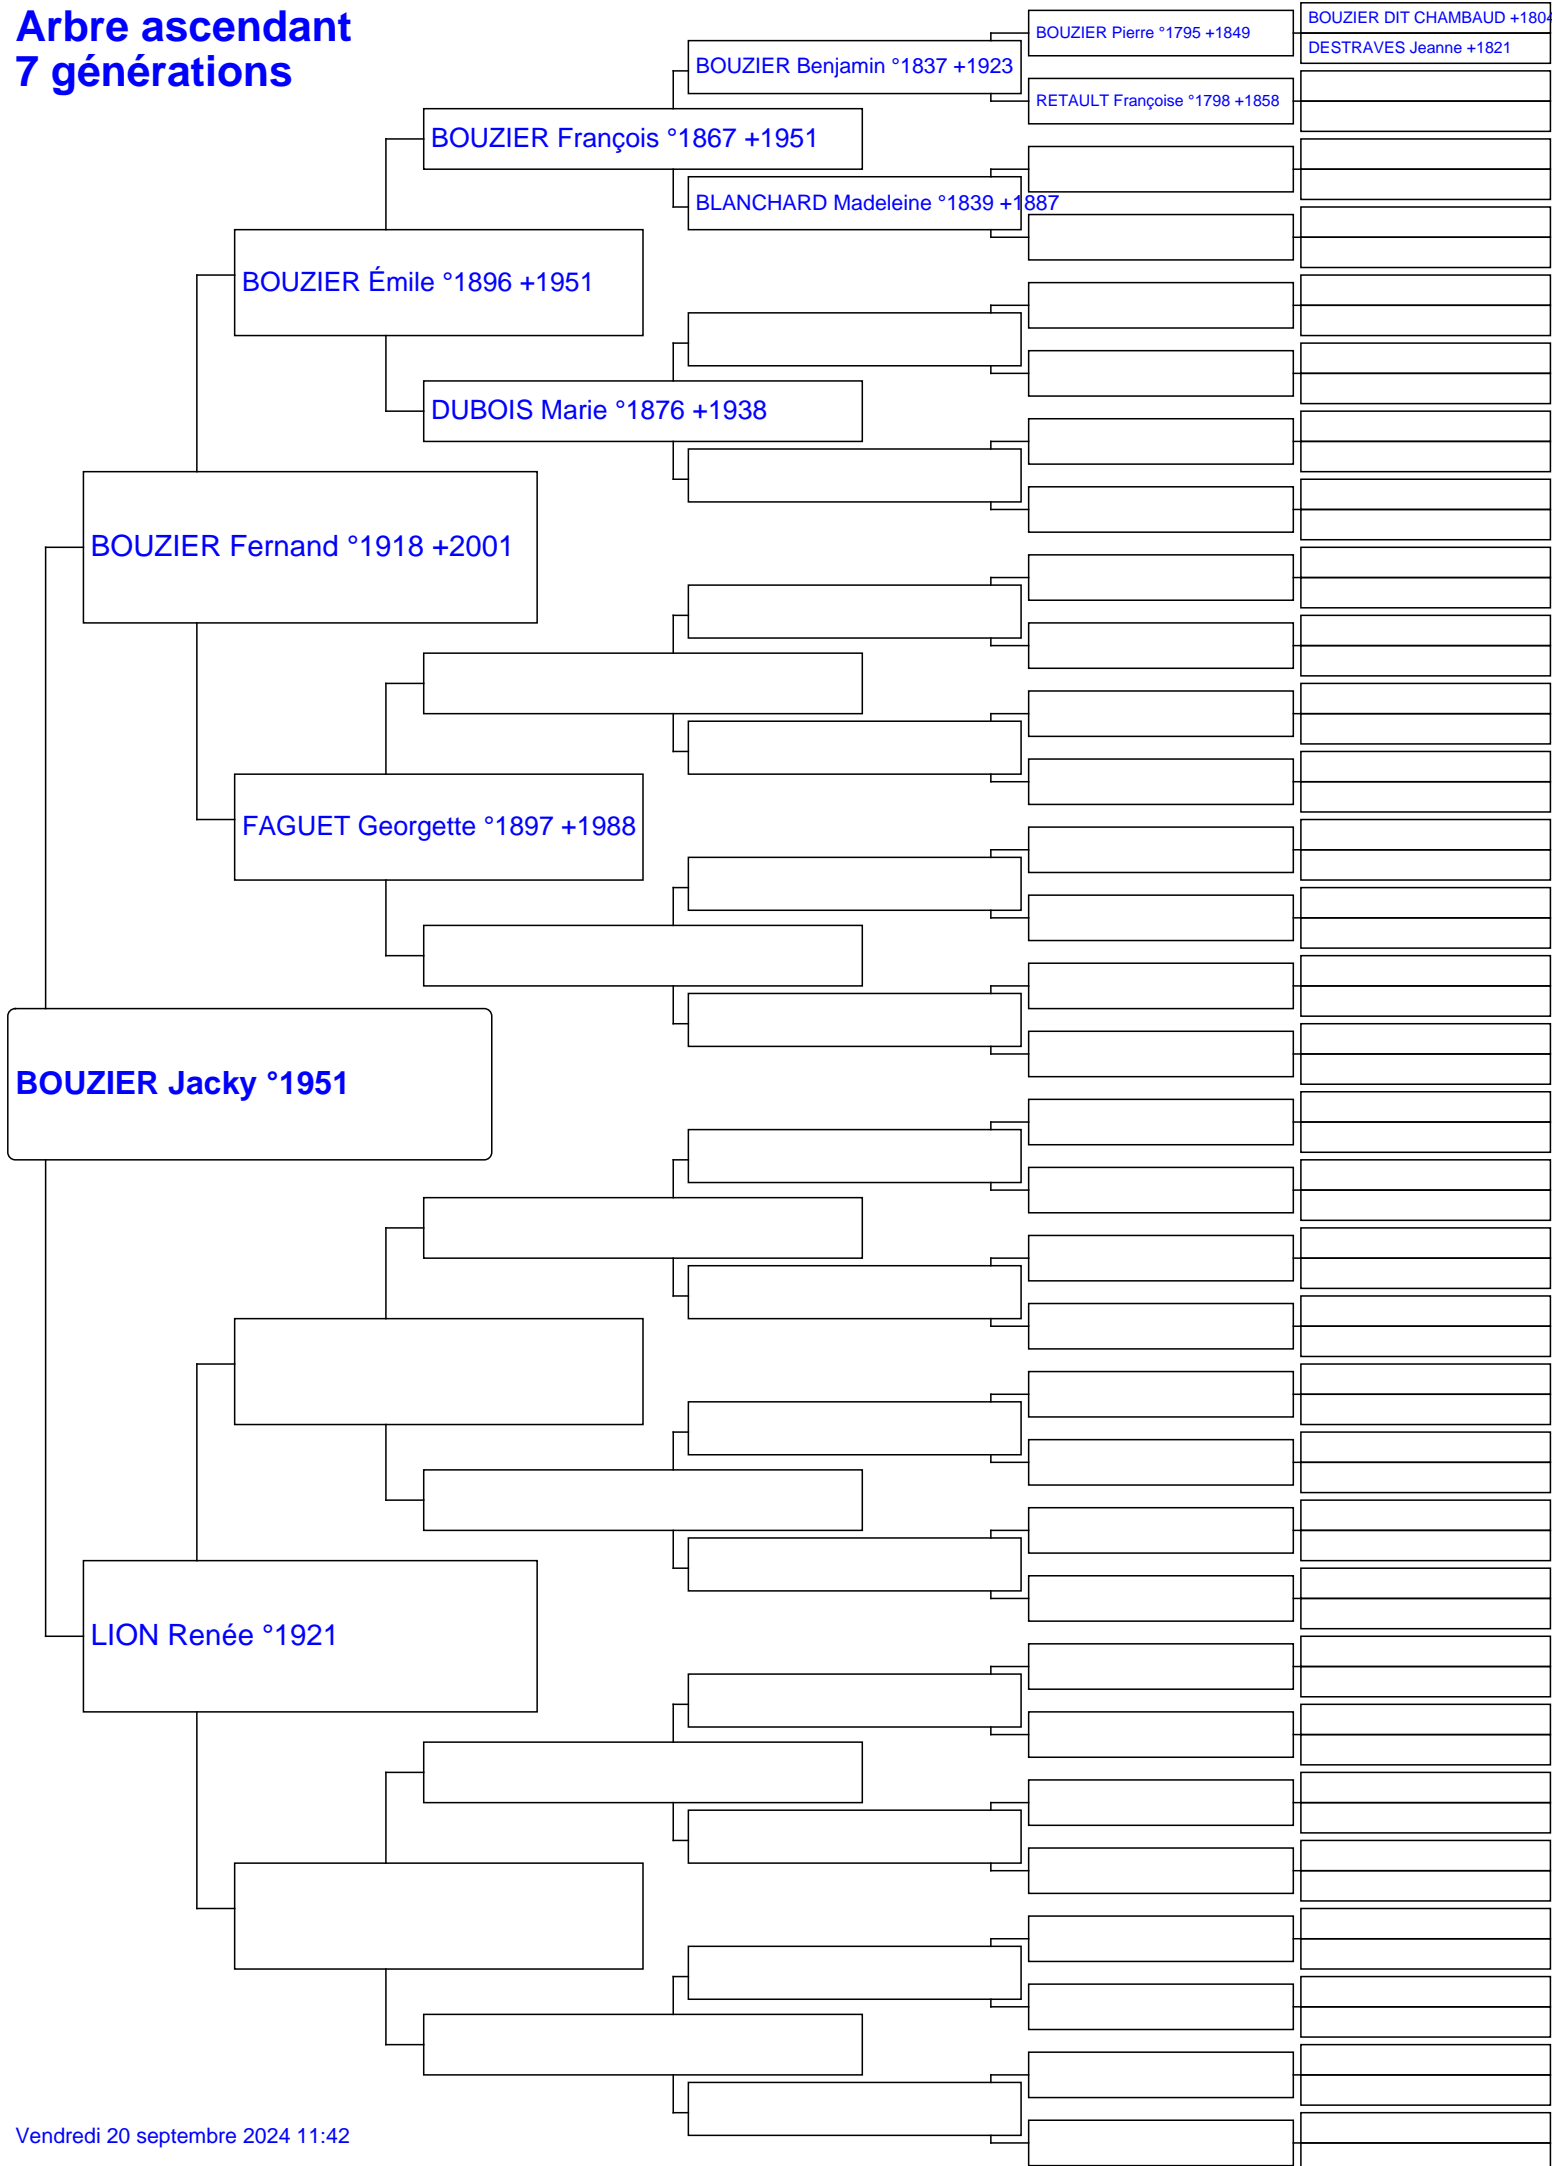 Arbre ascendant
7 générations
BOUZIER DIT CHAMBAUD +1804
BOUZIER Pierre °1795 +1849
DESTRAVES Jeanne +1821
BOUZIER Benjamin °1837 +1923
RETAULT Françoise °1798 +1858
BOUZIER François °1867 +1951
BLANCHARD Madeleine °1839 +1887
BOUZIER Émile °1896 +1951
DUBOIS Marie °1876 +1938
BOUZIER Fernand °1918 +2001
FAGUET Georgette °1897 +1988
BOUZIER Jacky °1951
LION Renée °1921
Vendredi 20 septembre 2024 11:42